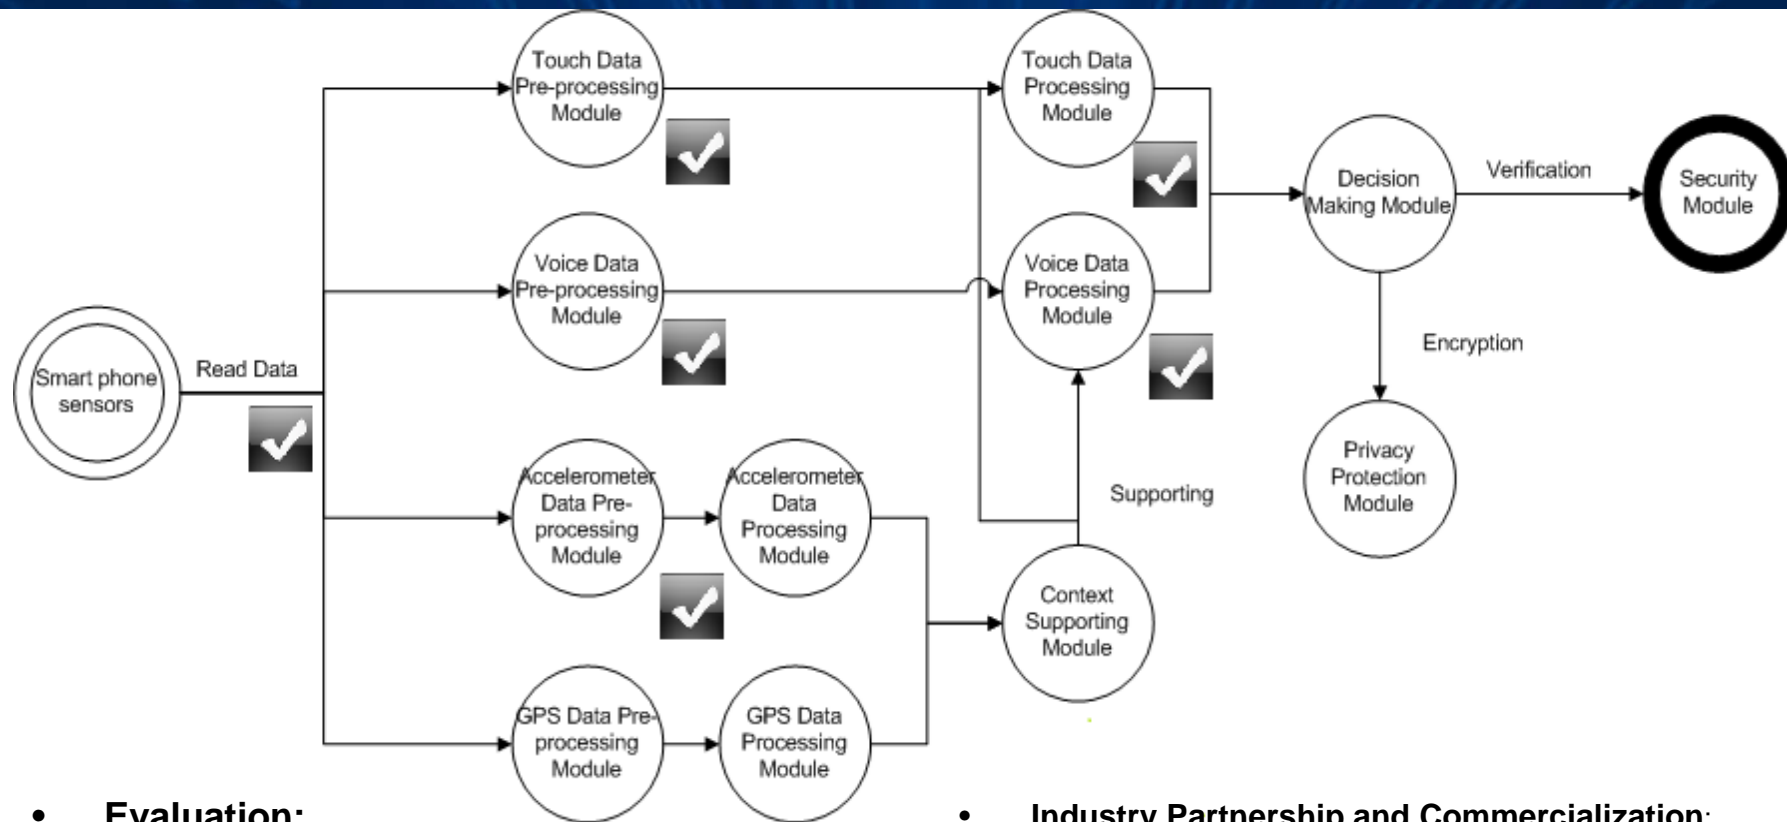 Touch Data
Pre-processing
Module
Touch Data
Processing
Module
Decision
Making Module
Verification
Security
Module
Voice Data
Pre-processing
Module
Voice Data
Processing
Module
Smart phone
sensors
Read Data
Encryption
Accelerometer
Data Pre-
processing
Module
Accelerometer
Data
Processing
Module
Supporting
Privacy
Protection
Module
Context
Supporting
Module
GPS Data Pre-
processing
Module
GPS Data
Processing
Module
• Evaluation:
• Industry Partnership and Commercialization: